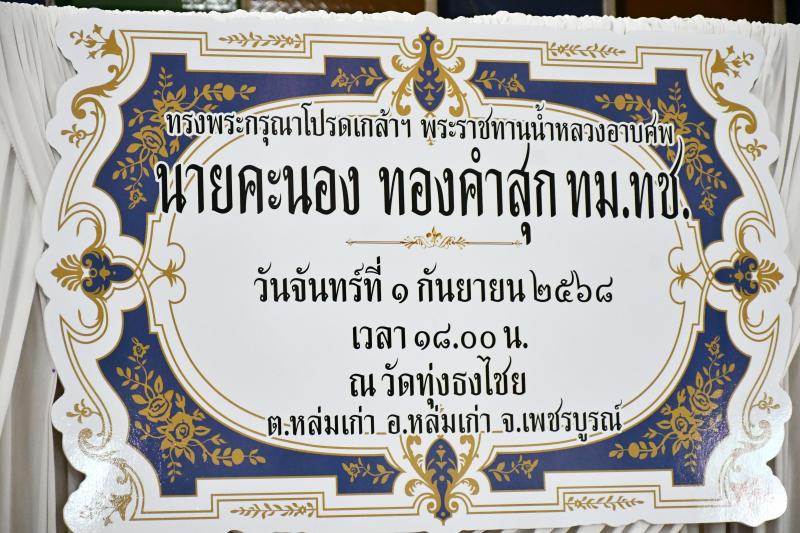 ทรงพระกรุณาโปรดเกล้าฯ พระราชทานน้ำหลวงอาบศพ
นายคะนอง ทองคำสุก ทม.ทช.
วันจันทร์ที่ ๑ กันยายน ๒๕๖๘
เวลา ๑๘.๐๐ น.
ณ วัดทุ่งธงไชย
ต.หล่มเก่า อ.หล่มเก่า จ.เพชรบูรณ์